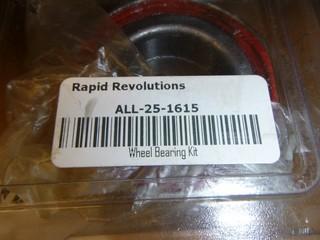 Rapid Revolutions
ALL-25-1615
Wheel Bearing Kit